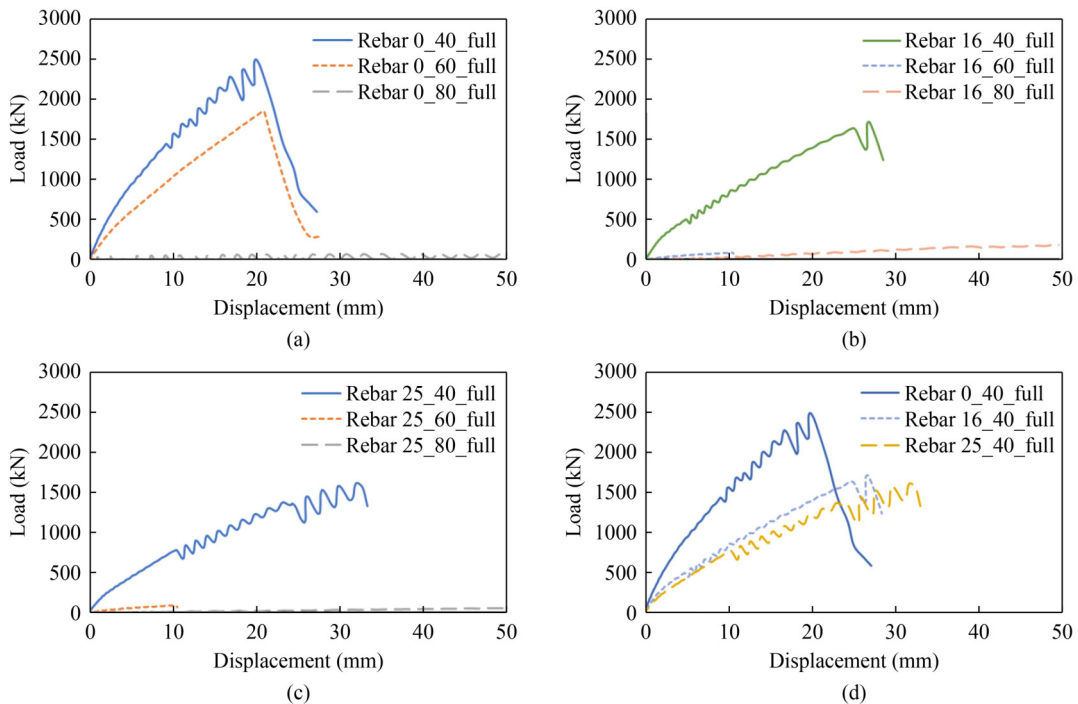 3000
2500
2000
1500
1000
500
0
Load (kN)
Rebar 0_40_full
Rebar 0_60_full
Rebar 0_80_full
0 10 20 30 40 50
Displacement (mm)
(a)
3000
2500
2000
1500
1000
500
0
Load (kN)
Rebar 16_40_full
Rebar 16_60_full
Rebar 16_80_full
0 10 20 30 40 50
Displacement (mm)
(b)
3000
2500
2000
1500
1000
500
0
Load (kN)
Rebar 25_40_full
Rebar 25_60_full
Rebar 25_80_full
0 10 20 30 40 50
Displacement (mm)
(c)
3000
2500
2000
1500
1000
500
0
Load (kN)
Rebar 0_40_full
Rebar 16_40_full
Rebar 25_40_full
0 10 20 30 40 50
Displacement (mm)
(d)